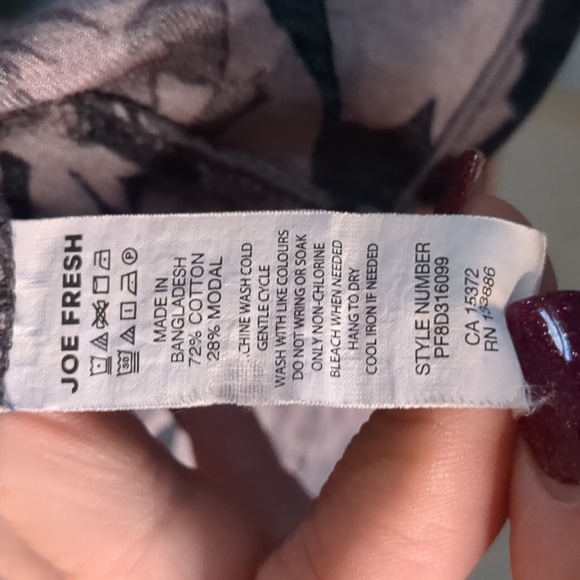 JOE FRESH
MADE IN
BANGLADESH
72% COTTON
28% MODAL
CHINE WASH COLD
GENTLE CYCLE
WASH WITH LIKE COLOURS
DO NOT WRING OR SOAK
ONLY NON-CHLORINE
BLEACH WHEN NEEDED
HANG TO DRY
COOL IRON IF NEEDED
STYLE NUMBER
PF8D316099
CA 15372
RN